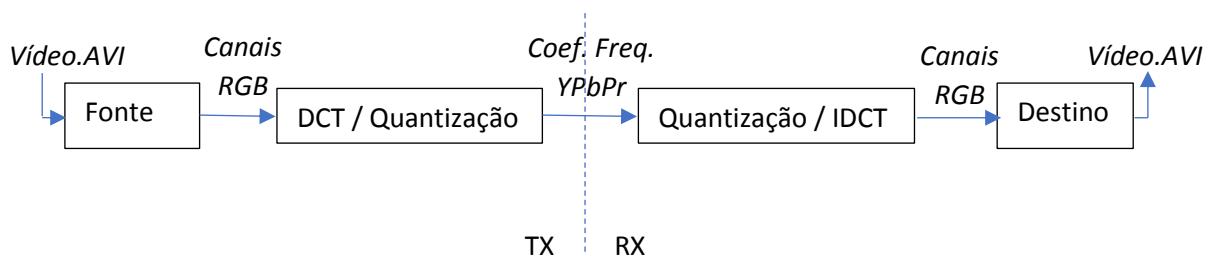 Vídeo.AVI
Canais
RGB
Coef. Freq.
YPbPr
Canais
RGB
Vídeo.AVI
Fonte
DCT / Quantização
Quantização / IDCT
Destino
TX
RX